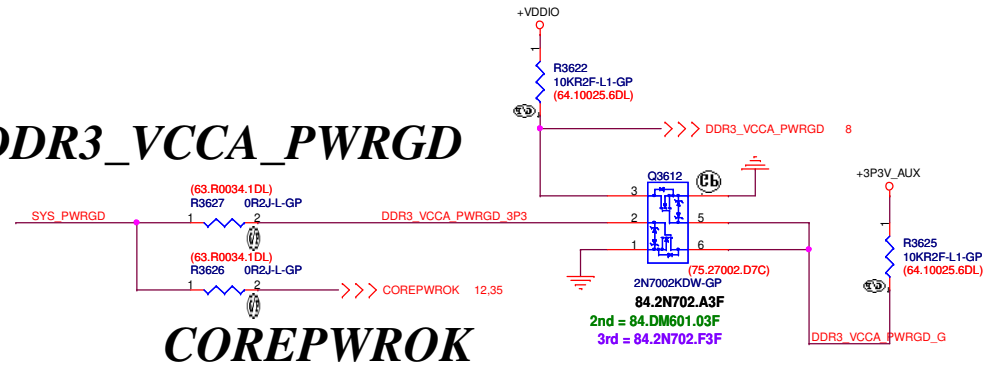 +VDDIO
1
R3622
10KR2F-L1-GP
(64.10025.6DL)
DDR3_VCCA_PWRGD 8
DDR3_VCCA_PWRGD
Q3612
+3P3V_AUX
(63.R0034.1DL)
R3627 0R2J-L-GP
3
SYS_PWRGD
1 2
DDR3_VCCA_PWRGD_3P3
2 5
1
R3625
10KR2F-L1-GP
(64.10025.6DL)
1 6
(63.R0034.1DL)
R3626 0R2J-L-GP
(75.27002.D7C)
2N7002KDW-GP
1 2
COREPWROK 12,35
84.2N702.A3F
2nd = 84.DM601.03F
3rd = 84.2N702.F3F
DDR3_VCCA_PWRGD_G
COREPWROK